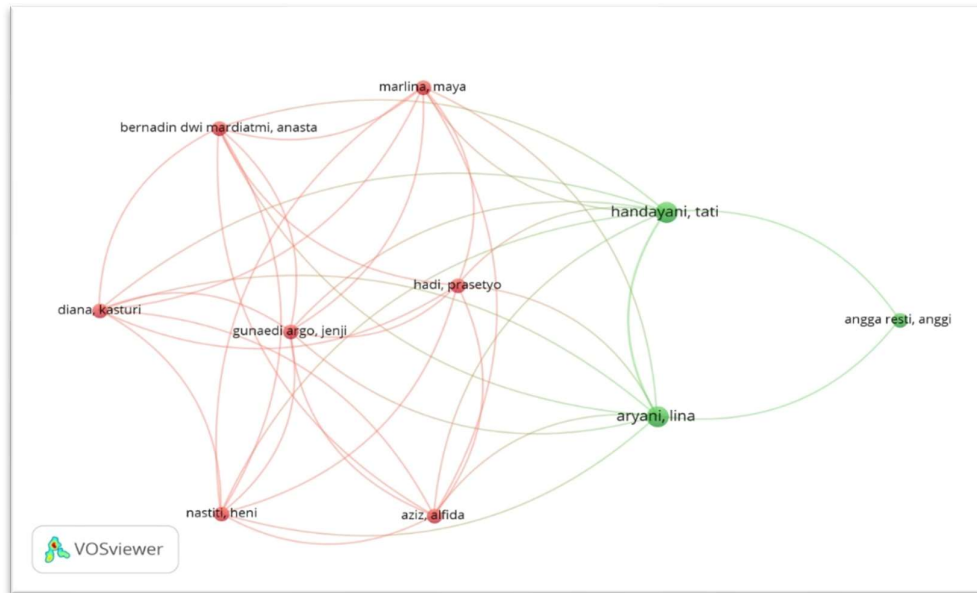 marlina, maya
bernadin dwi mardiatmi, anasta
handayani, tati
hadi, prasetyo
diana, kasturi
gunaedi argo, jenji
angga resti, anggi
aryani, lina
nastiti, heni
aziz, alfida
VOSviewer